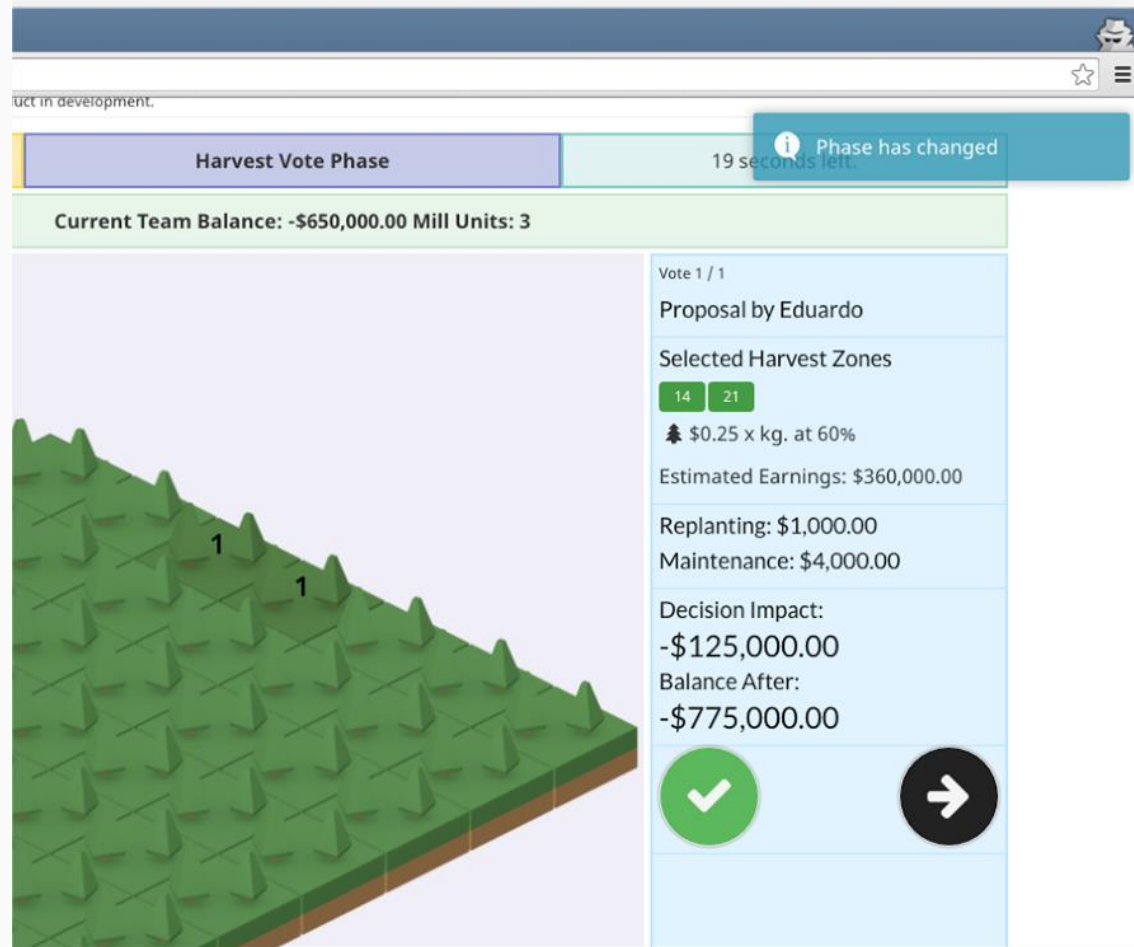 uct in development.
Harvest Vote Phase
19 seconds left.
Phase has changed
Current Team Balance: -$650,000.00 Mill Units: 3
Vote 1 / 1
Proposal by Eduardo
Selected Harvest Zones
14 21
$0.25 x kg. at 60%
Estimated Earnings: $360,000.00
1
1
Replanting: $1,000.00
Maintenance: $4,000.00
Decision Impact:
-$125,000.00
Balance After:
-$775,000.00